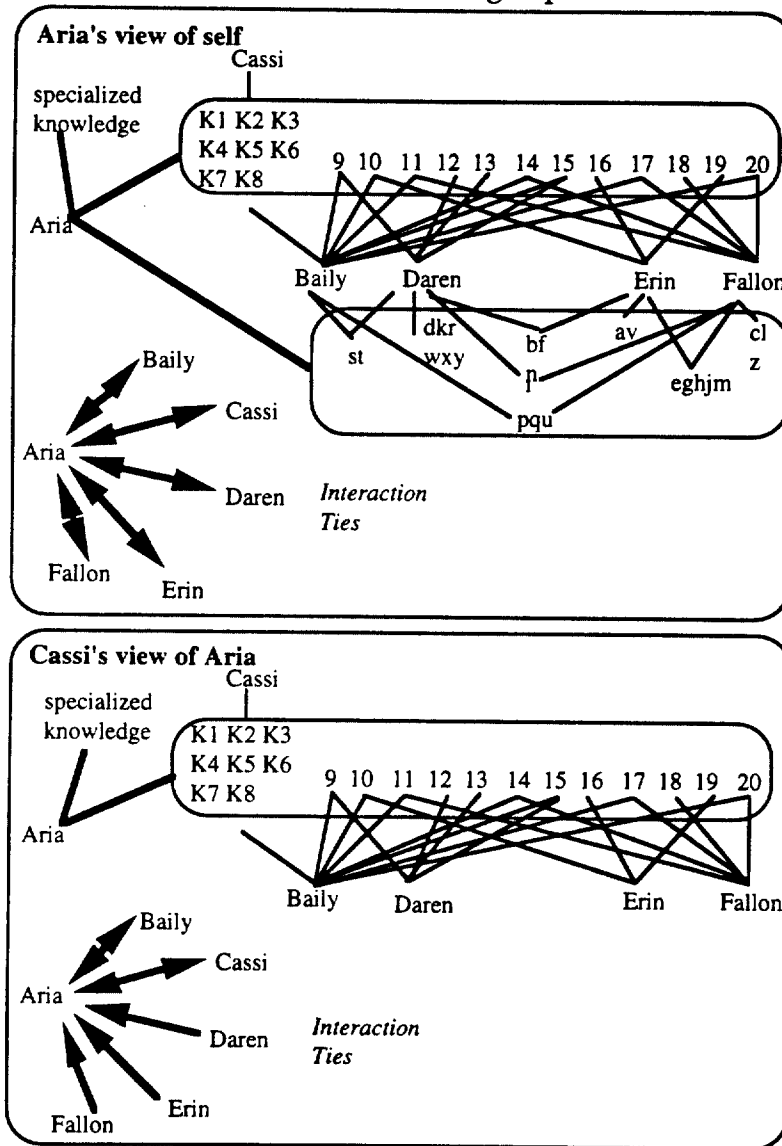 Aria's view of self
Cassi
specialized
knowledge
K1 K2 K3
K4 K5 K6
K7 K8
9 10 11 12 13 14 15 16 17 18 19 20
Aria
Baily Daren Erin Fallon
st
dkr
wxy
bf
av
cl
z
n
eghjm
pqu
Baily
Cassi
Aria
Daren
Interaction
Ties
Fallon
Erin
Cassi's view of Aria
Cassi
specialized
knowledge
K1 K2 K3
K4 K5 K6
K7 K8
9 10 11 12 13 14 15 16 17 18 19 20
Aria
Baily Daren Erin Fallon
Baily
Cassi
Aria
Daren
Interaction
Ties
Fallon
Erin